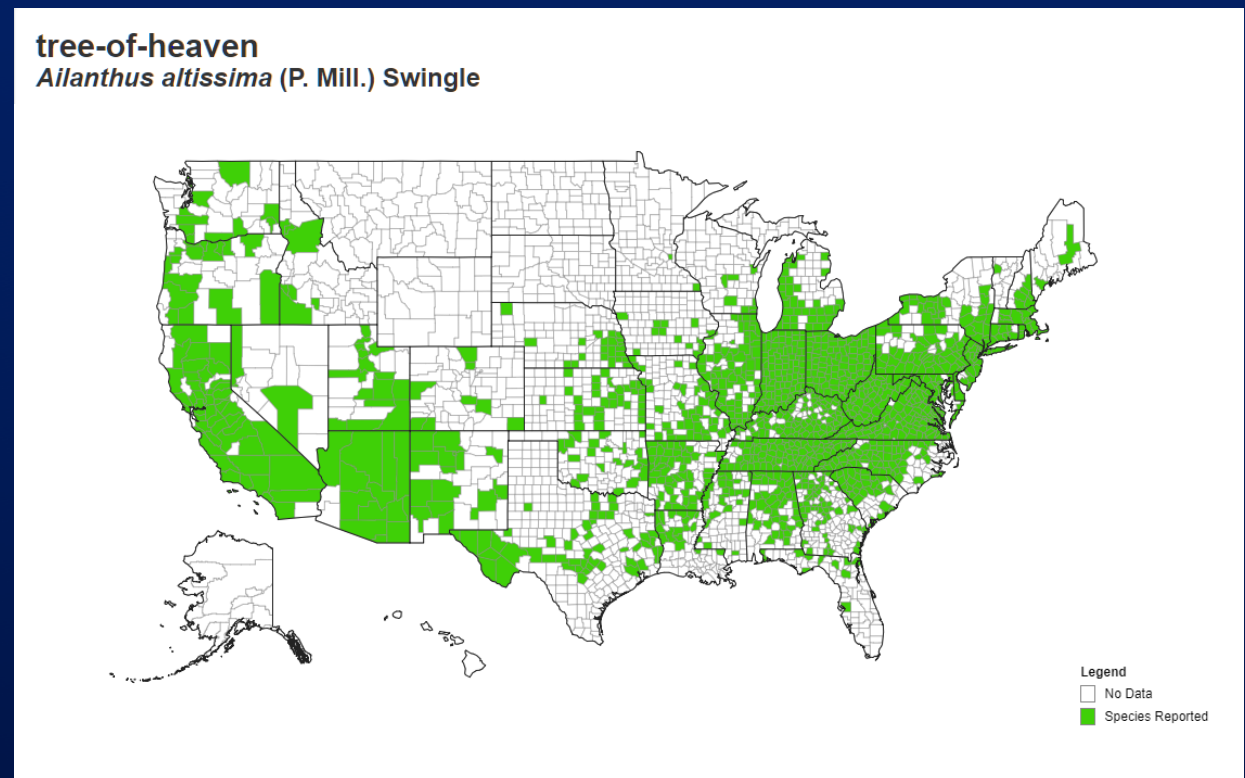 tree-of-heaven
Ailanthus altissima (P. Mill.) Swingle
Legend
No Data
Species Reported